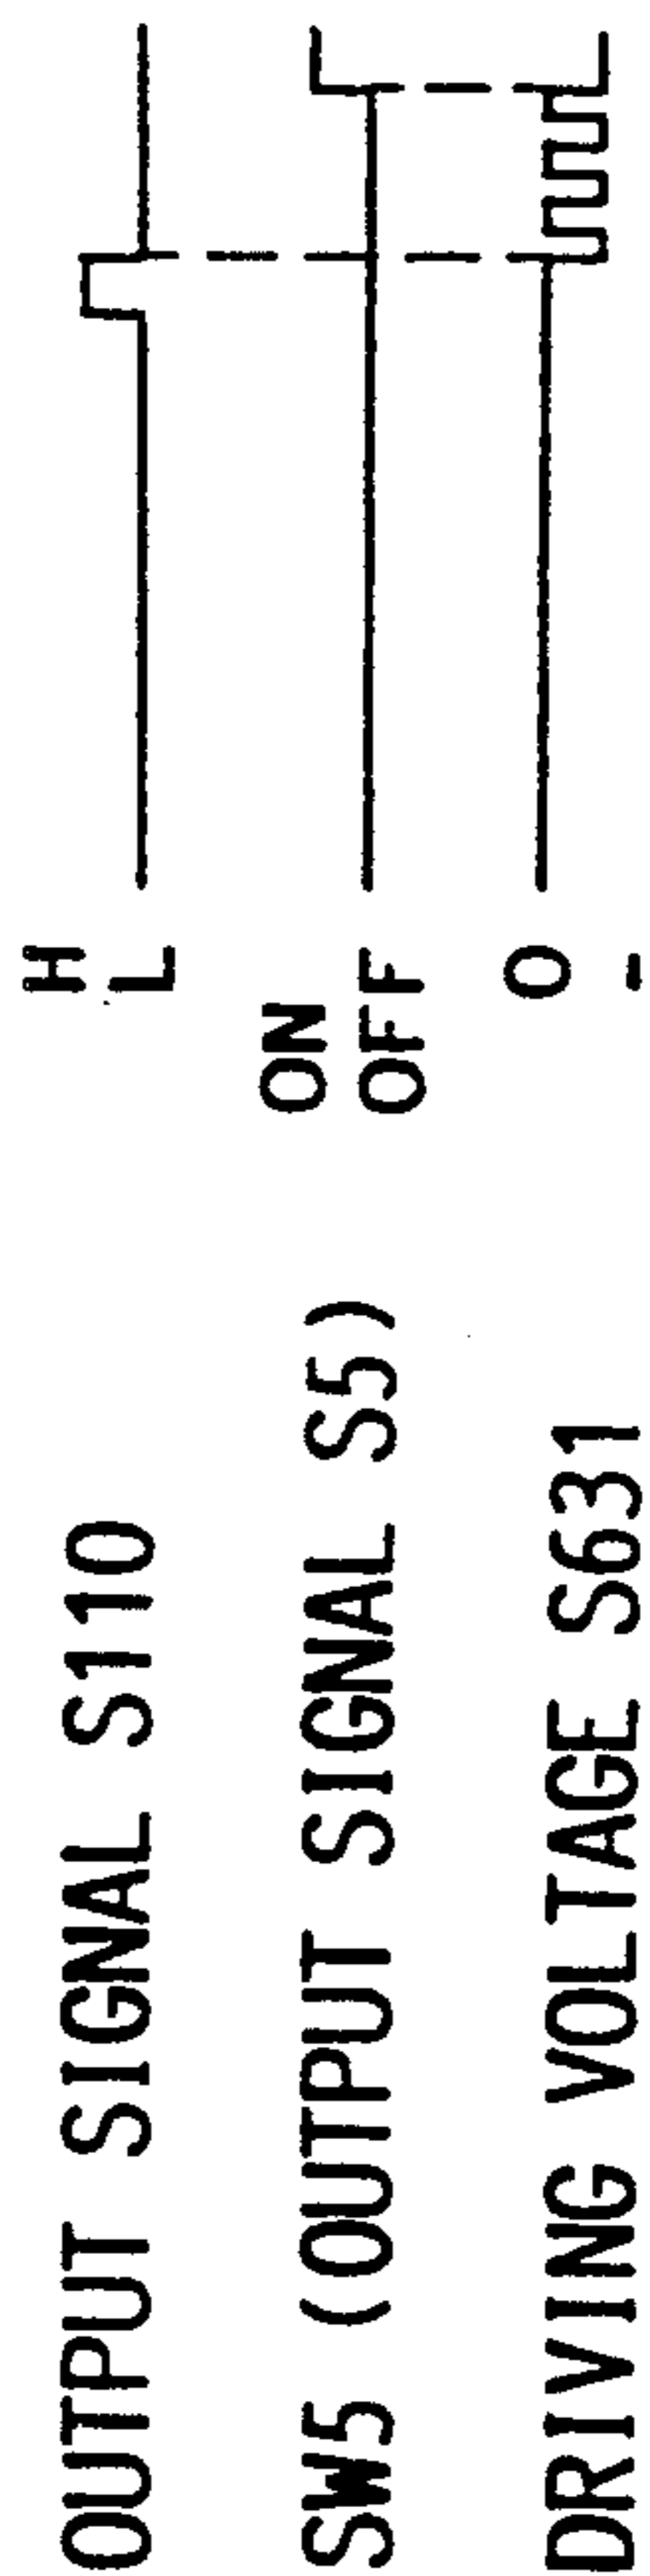 OUTPUT SIGNAL S110
H
L
SW5 (OUTPUT SIGNAL S5)
ON
OFF
DRIVING VOLTAGE S631
0
-